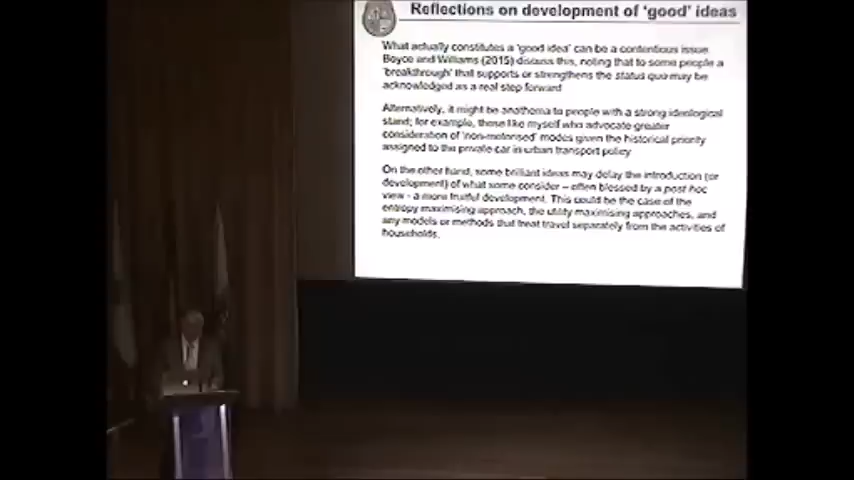 Reflections on development of 'good' ideas
What actually constitutes a 'good idea' can be a contentious issue.
Boyce and Williams (2015) discuss this, noting that to some people a
'breakthrough' that supports or strengthens the status quo may be
acknowledged as a real step forward
Alternatively, it might be anathema to people with a strong ideological
stand; for example, those like myself who advocate greater
consideration of 'non-motorised' modes given the historical priority
assigned to the private car in urban transport policy
On the other hand, some brilliant ideas may delay the introduction (or
development) of what some consider – often blessed by a post hoc
view - a more fruitful development. This could be the case of the
entropy maximising approach, the utility maximising approaches, and
any models or methods that treat travel separately from the activities of
households.